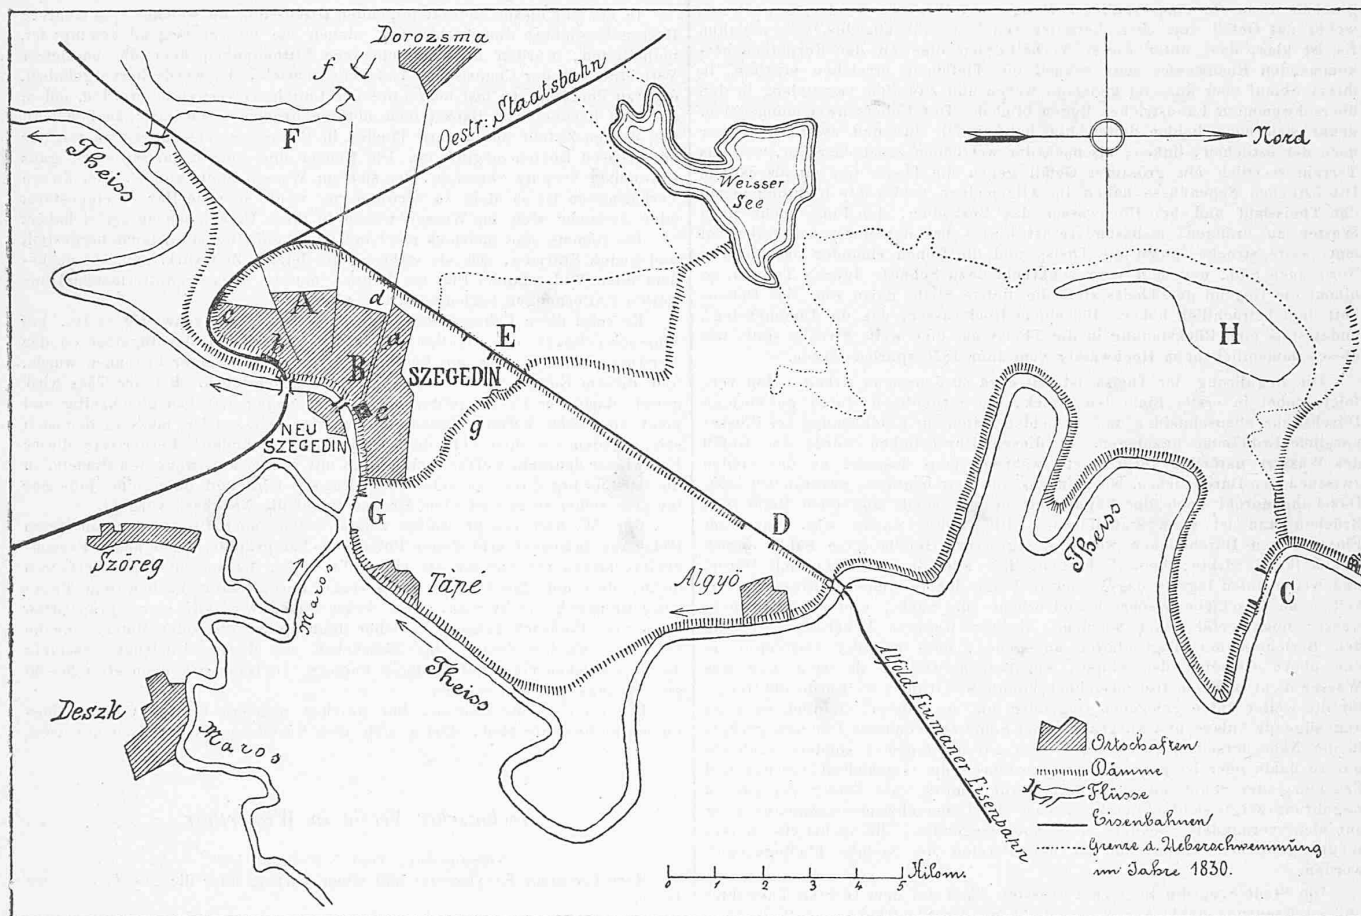 Dorozsma
f
F
Oestr: Staatsbahn
Nord
Theiss
Weisser
See
A
c
b
d
a
B
e
E
SZEGEDIN
NEU
SZEGEDIN
g
H
C
D
Szöreg
Tape
Algyö
Theiss
G
Maros
Theiss
Deszk
Maros
Alföld Fiumaner Eisenbahn
Ortschaften
Dämme
Flüsse
Eisenbahnen
Grenze d. Ueberschwemmung
im Jahre 1830.
0 1 2 3 4 5 Kilom.